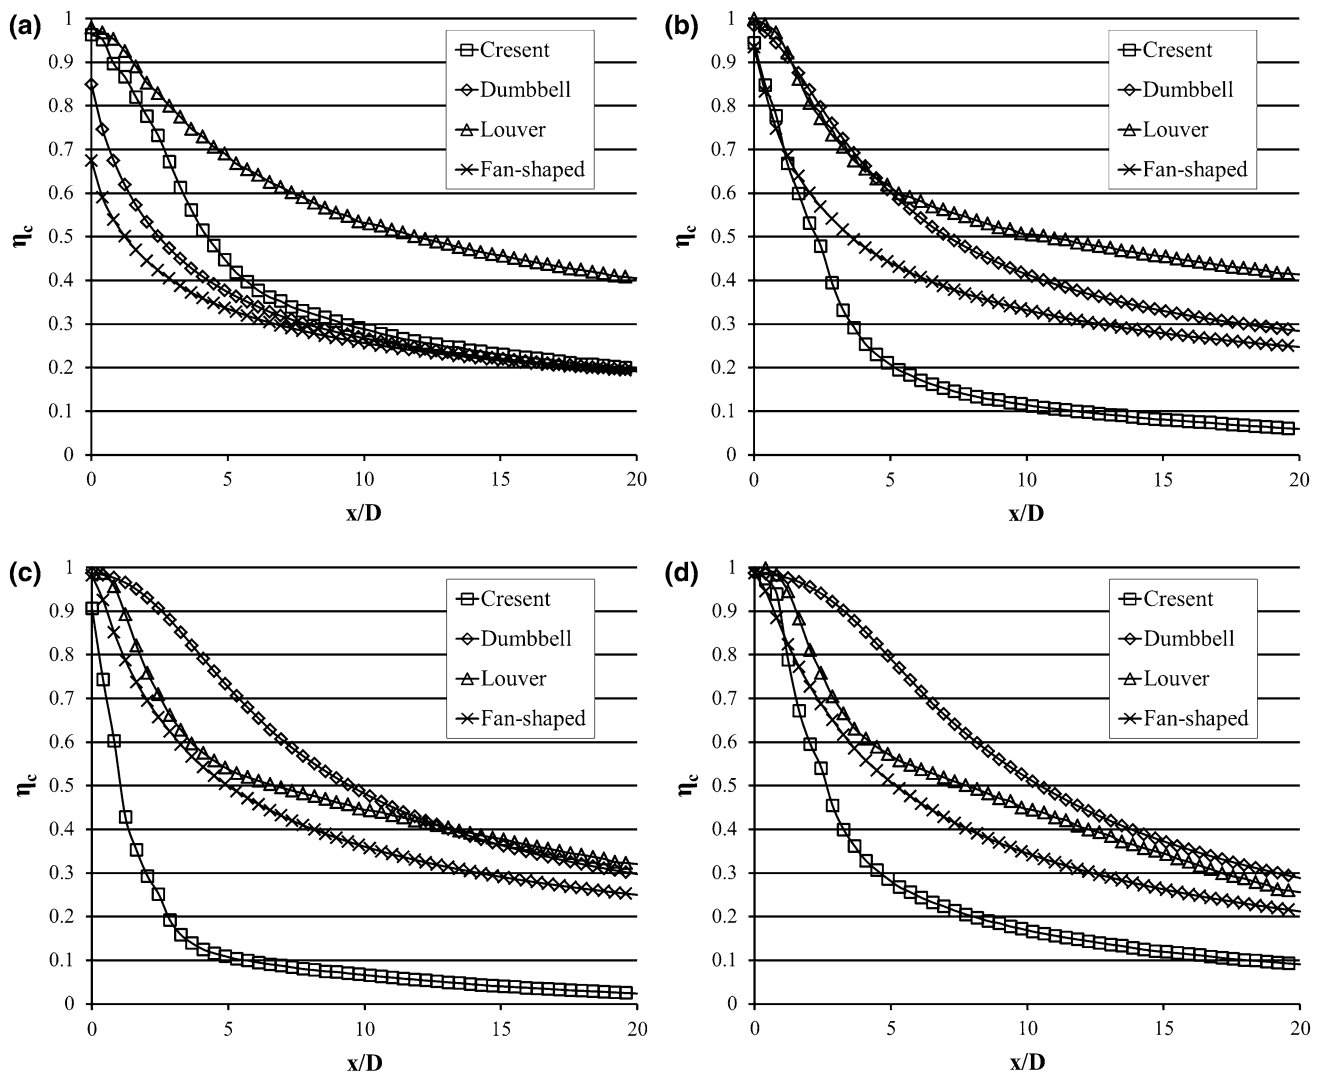 (a)
1
0.9
0.8
0.7
0.6
0.5
0.4
0.3
0.2
0.1
0
ηc
0 5 10 15 20
x/D
Cresent
Dumbbell
Louver
Fan-shaped
(b)
1
0.9
0.8
0.7
0.6
0.5
0.4
0.3
0.2
0.1
0
ηc
0 5 10 15 20
x/D
Cresent
Dumbbell
Louver
Fan-shaped
(c)
1
0.9
0.8
0.7
0.6
0.5
0.4
0.3
0.2
0.1
0
ηc
0 5 10 15 20
x/D
Cresent
Dumbbell
Louver
Fan-shaped
(d)
1
0.9
0.8
0.7
0.6
0.5
0.4
0.3
0.2
0.1
0
ηc
0 5 10 15 20
x/D
Cresent
Dumbbell
Louver
Fan-shaped